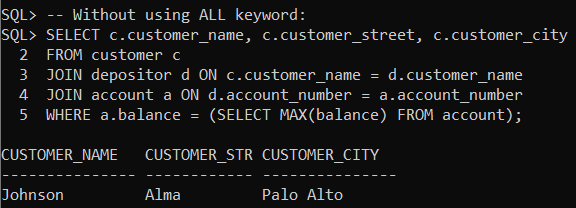 SQL> -- Without using ALL keyword:
SQL> SELECT c.customer_name, c.customer_street, c.customer_city
  2  FROM customer c
  3  JOIN depositor d ON c.customer_name = d.customer_name
  4  JOIN account a ON d.account_number = a.account_number
  5  WHERE a.balance = (SELECT MAX(balance) FROM account);

CUSTOMER_NAME   CUSTOMER_STR CUSTOMER_CITY
--------------- ------------ ---------------
Johnson         Alma         Palo Alto